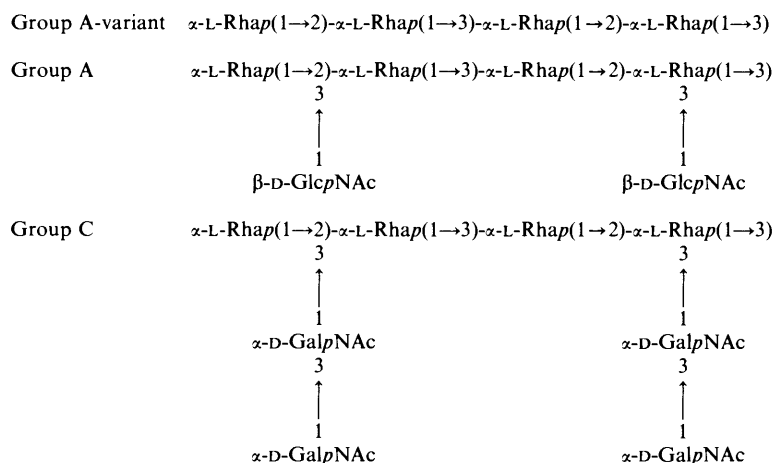 Group A-variant α-L-Rhap(1→2)-α-L-Rhap(1→3)-α-L-Rhap(1→2)-α-L-Rhap(1→3)
Group A α-L-Rhap(1→2)-α-L-Rhap(1→3)-α-L-Rhap(1→2)-α-L-Rhap(1→3)
3 3
↑ ↑
1 1
β-D-GlcpNAc β-D-GlcpNAc
Group C α-L-Rhap(1→2)-α-L-Rhap(1→3)-α-L-Rhap(1→2)-α-L-Rhap(1→3)
3 3
↑ ↑
1 1
α-D-GalpNAc α-D-GalpNAc
3 3
↑ ↑
1 1
α-D-GalpNAc α-D-GalpNAc